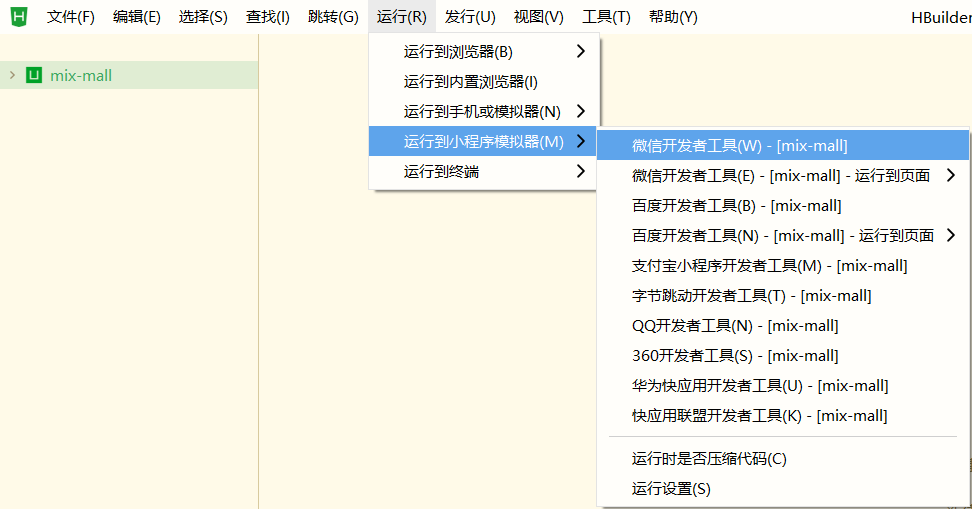 文件(F) 编辑(E) 选择(S) 查找(I) 跳转(G) 运行(R) 发行(U) 视图(V) 工具(T) 帮助(Y) HBuilder
mix-mall
运行到浏览器(B)
运行到内置浏览器(I)
运行到手机或模拟器(N)
运行到小程序模拟器(M)
运行到终端
微信开发者工具(W) - [mix-mall]
微信开发者工具(E) - [mix-mall] - 运行到页面
百度开发者工具(B) - [mix-mall]
百度开发者工具(N) - [mix-mall] - 运行到页面
支付宝小程序开发者工具(M) - [mix-mall]
字节跳动开发者工具(T) - [mix-mall]
QQ开发者工具(N) - [mix-mall]
360开发者工具(S) - [mix-mall]
华为快应用开发者工具(U) - [mix-mall]
快应用联盟开发者工具(K) - [mix-mall]
运行时是否压缩代码(C)
运行设置(S)